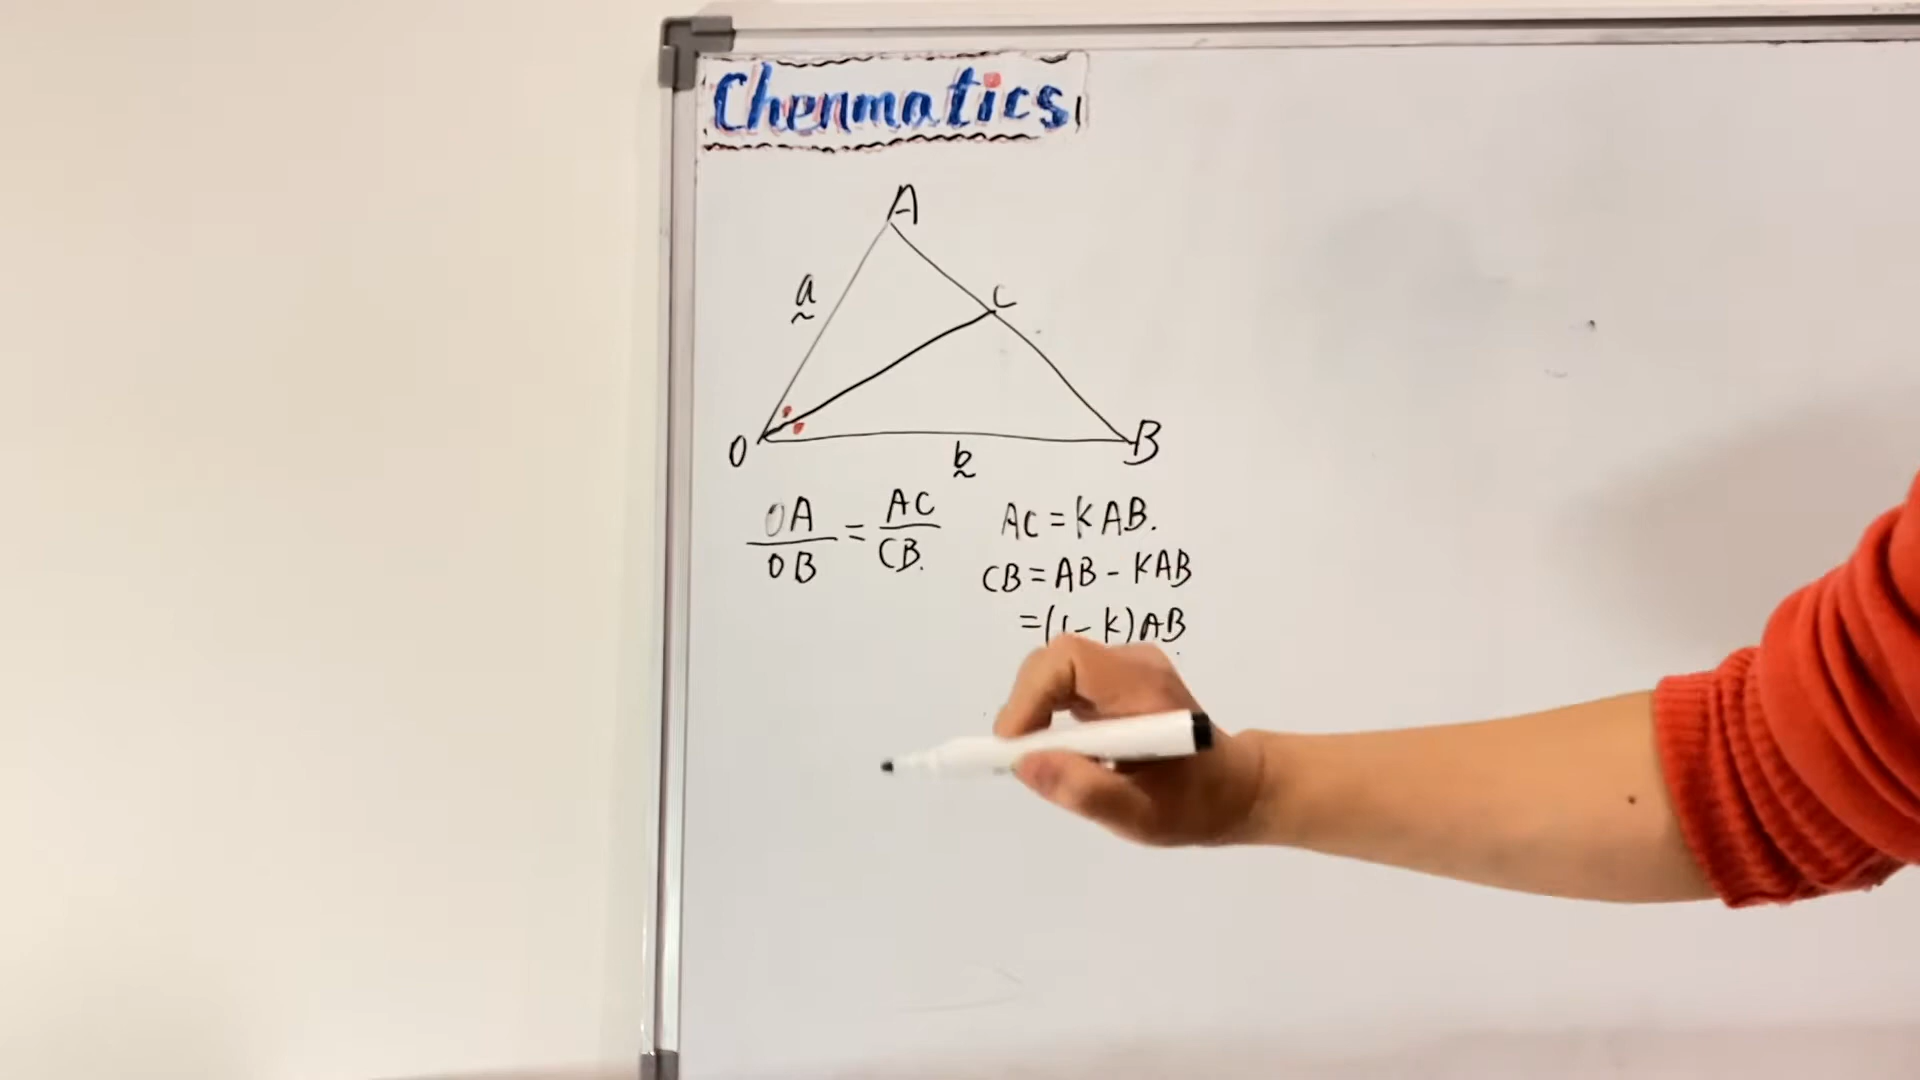 Chenmatics
A
a
C
O
B
b
OA/OB = AC/CB.
AC = KAB.
CB = AB - KAB
= (1 - K)AB